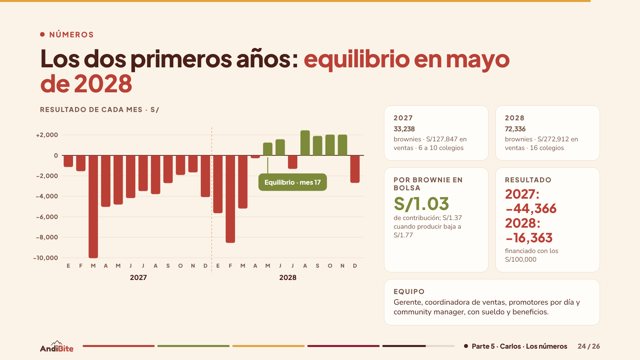 NÚMEROS
Los dos primeros años: equilibrio en mayo
de 2028
RESULTADO DE CADA MES · S/
+2,000
0
−2,000
−4,000
−6,000
−8,000
−10,000
Equilibrio · mes 17
E F M A M J J A S O N D E F M A M J J A S O N D
2027 2028
2027
33,238
brownies · S/127,847 en
ventas · 6 a 10 colegios
2028
72,336
brownies · S/272,912 en
ventas · 16 colegios
POR BROWNIE EN
BOLSA
S/1.03
de contribución; S/1.37
cuando producir baja a
S/1.77
RESULTADO
2027:
−44,366
2028:
−16,363
financiado con los
S/100,000
EQUIPO
Gerente, coordinadora de ventas, promotores por día y
community manager, con sueldo y beneficios.
AndiBite
Parte 5 · Carlos · Los números 24 / 26